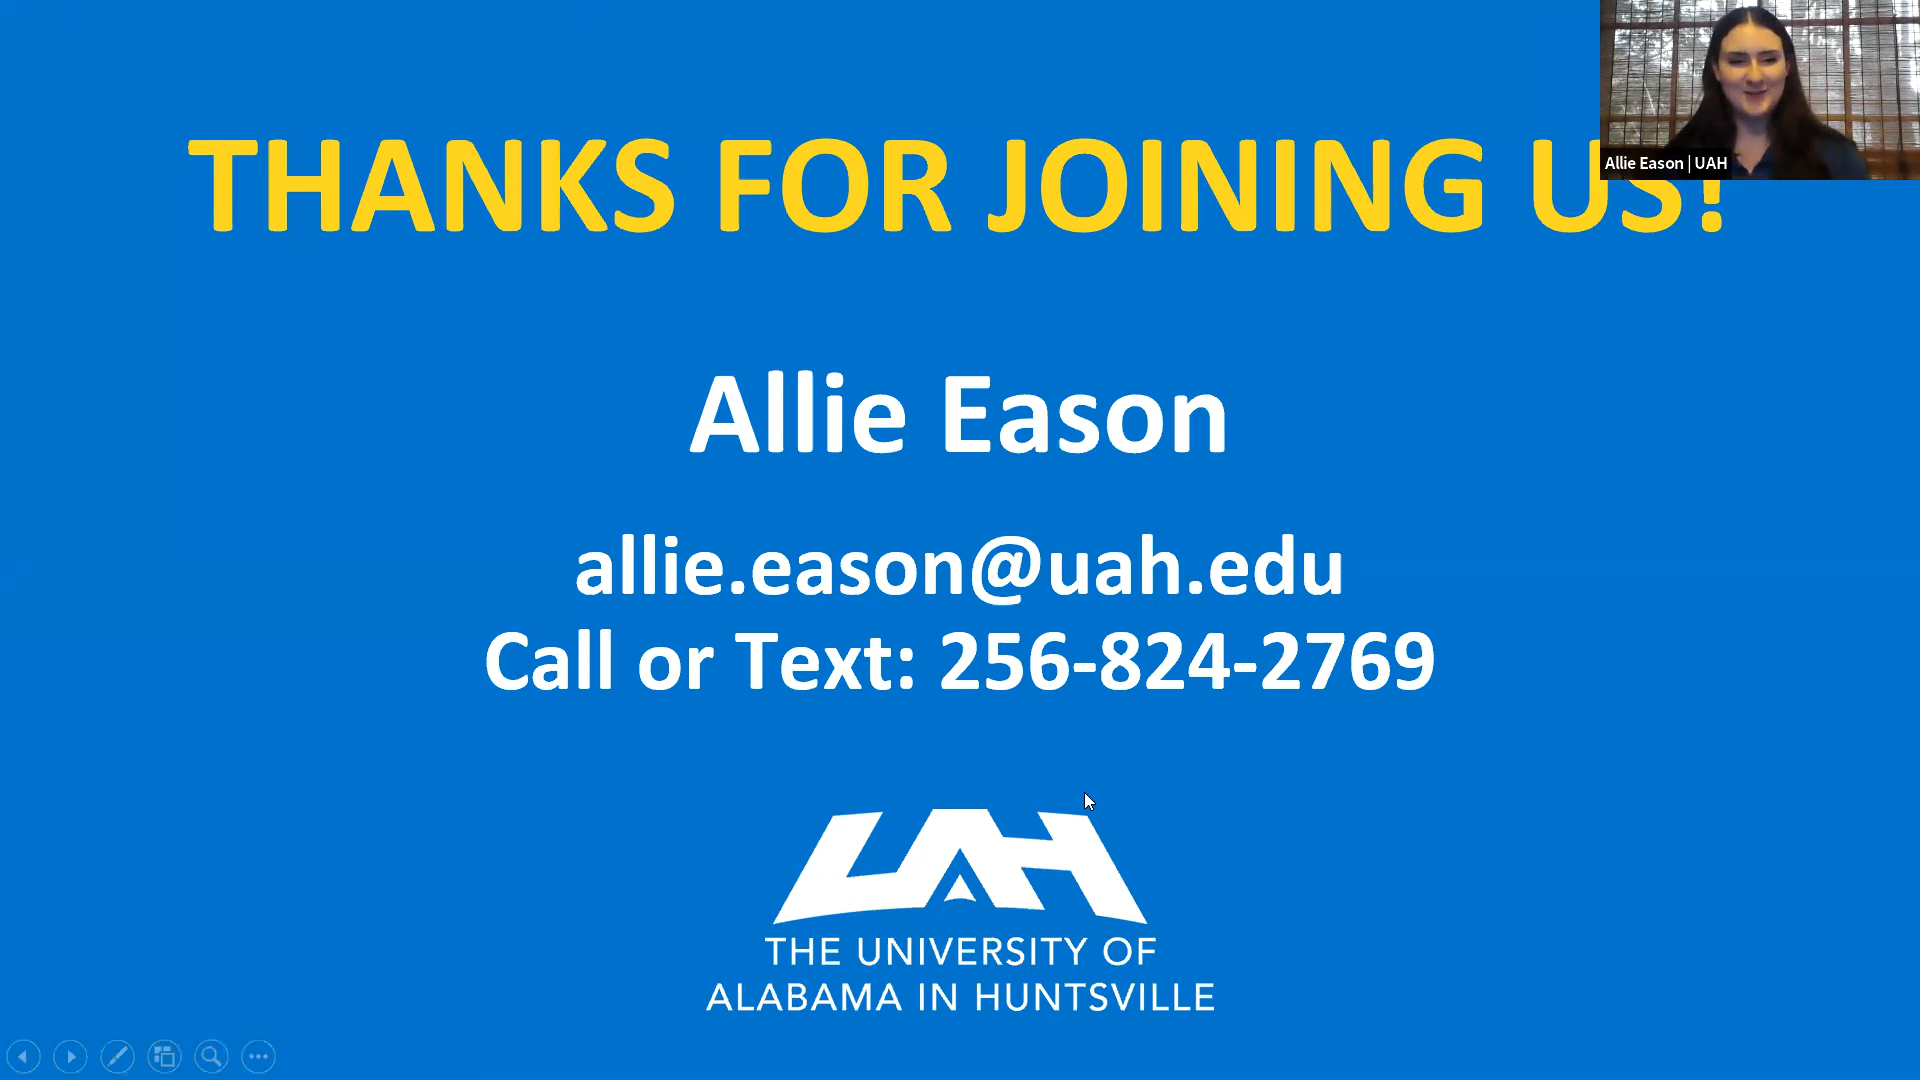 THANKS FOR JOINING US!
Allie Eason | UAH
Allie Eason
allie.eason@uah.edu
Call or Text: 256-824-2769
UAH
THE UNIVERSITY OF
ALABAMA IN HUNTSVILLE